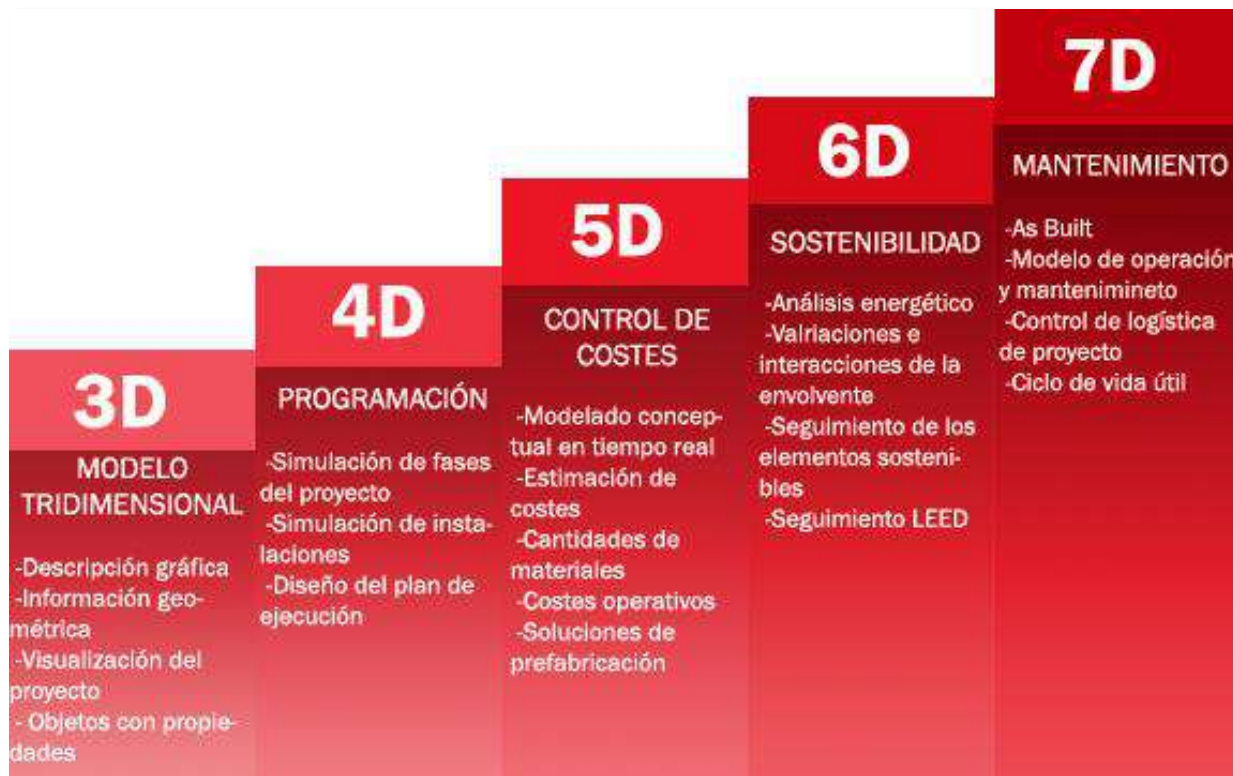 3D
MODELO
TRIDIMENSIONAL
-Descripción gráfica
-Información geo-
métrica
-Visualización del
proyecto
- Objetos con propie-
dades
4D
PROGRAMACIÓN
-Simulación de fases
del proyecto
-Simulación de insta-
laciones
-Diseño del plan de
ejecución
5D
CONTROL DE
COSTES
-Modelado concep-
tual en tiempo real
-Estimación de
costes
-Cantidades de
materiales
-Costes operativos
-Soluciones de
prefabricación
6D
SOSTENIBILIDAD
-Análisis energético
-Valriaciones e
interacciones de la
envolvente
-Seguimiento de los
elementos sosteni-
bles
-Seguimiento LEED
7D
MANTENIMIENTO
-As Built
-Modelo de operación
y mantenimineto
-Control de logística
de proyecto
-Ciclo de vida útil